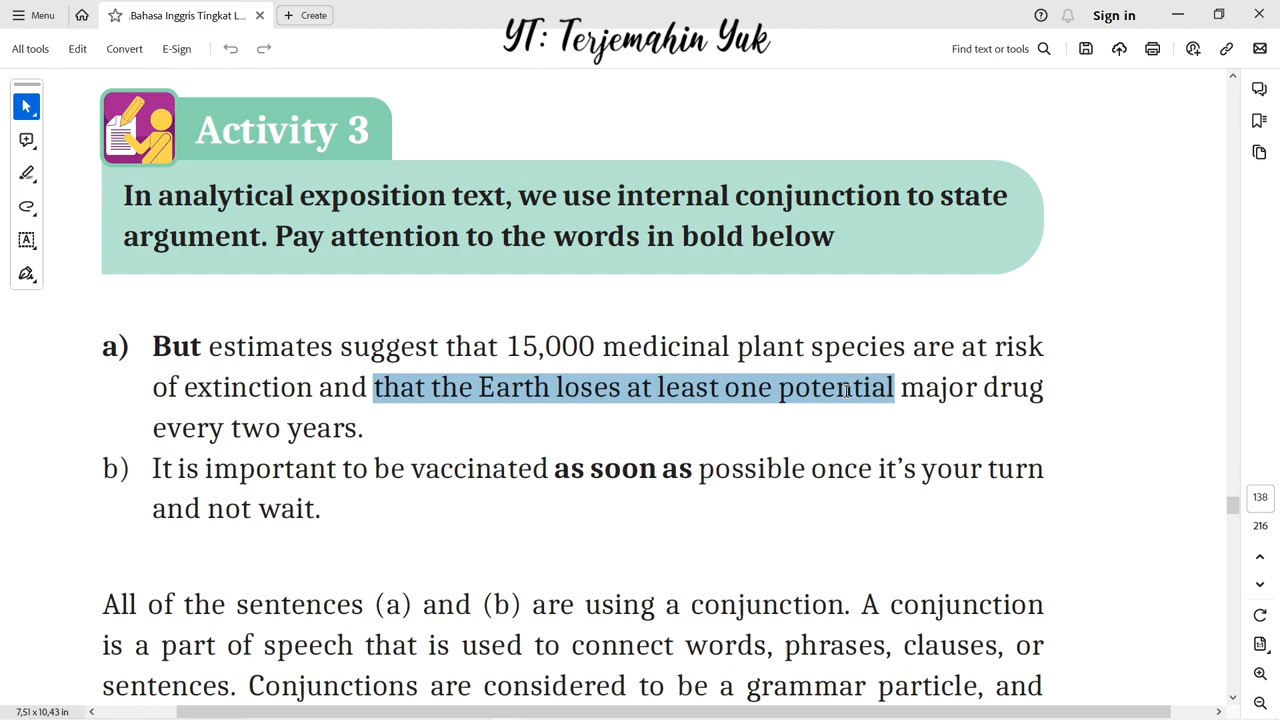 Menu
.Bahasa Inggris Tingkat L...
Create
Sign in
All tools Edit Convert E-Sign
YT: Terjemahin Yuk
Find text or tools
Activity 3
In analytical exposition text, we use internal conjunction to state
argument. Pay attention to the words in bold below
a) But estimates suggest that 15,000 medicinal plant species are at risk
of extinction and that the Earth loses at least one potential major drug
every two years.
b) It is important to be vaccinated as soon as possible once it’s your turn
and not wait.
All of the sentences (a) and (b) are using a conjunction. A conjunction
is a part of speech that is used to connect words, phrases, clauses, or
sentences. Conjunctions are considered to be a grammar particle, and
138
216
7,51 x 10,43 in